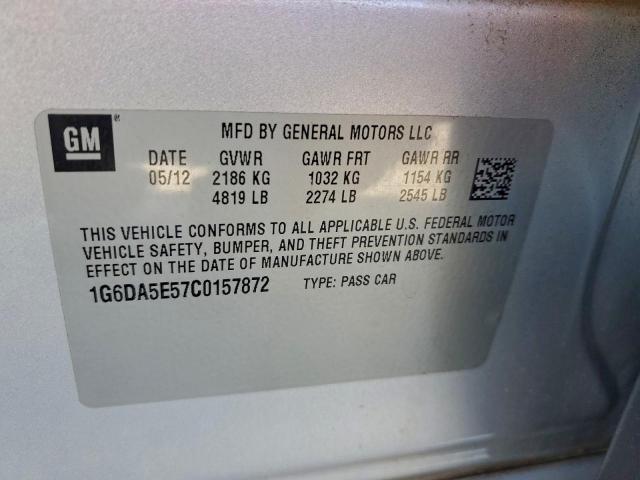 GM ®
MFD BY GENERAL MOTORS LLC
DATE GVWR GAWR FRT GAWR RR
05/12 2186 KG 1032 KG 1154 KG
4819 LB 2274 LB 2545 LB
THIS VEHICLE CONFORMS TO ALL APPLICABLE U.S. FEDERAL MOTOR
VEHICLE SAFETY, BUMPER, AND THEFT PREVENTION STANDARDS IN
EFFECT ON THE DATE OF MANUFACTURE SHOWN ABOVE.
1G6DA5E57C0157872 TYPE: PASS CAR